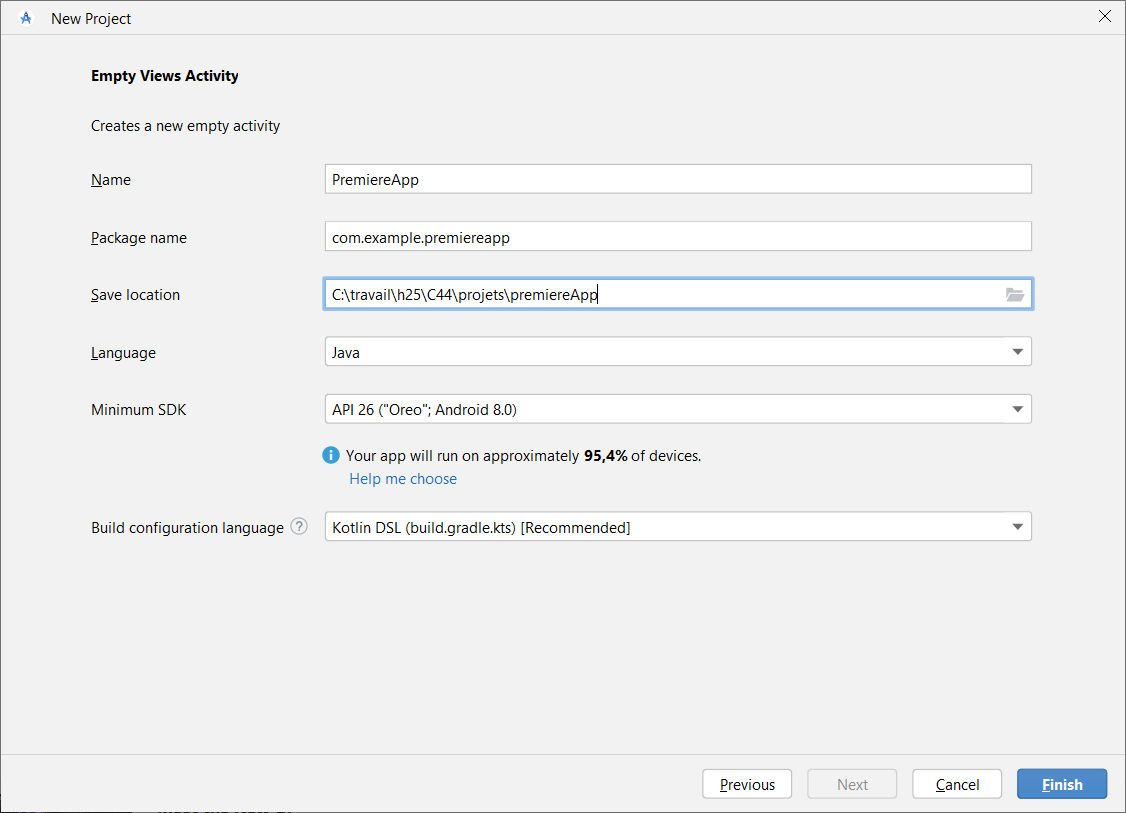 New Project
Empty Views Activity
Creates a new empty activity
Name PremiereApp
Package name com.example.premiereapp
Save location C:\travail\h25\C44\projets\premiereApp
Language Java
Minimum SDK API 26 ("Oreo"; Android 8.0)
Your app will run on approximately 95,4% of devices.
Help me choose
Build configuration language ? Kotlin DSL (build.gradle.kts) [Recommended]
Previous Next Cancel Finish